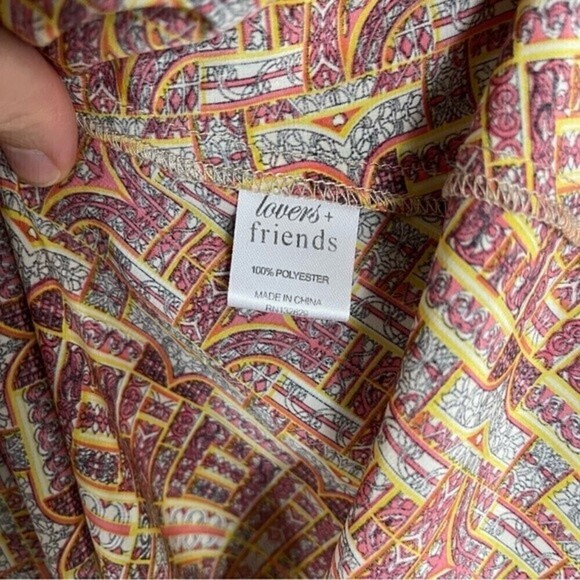 lovers +
friends
100% POLYESTER
MADE IN CHINA